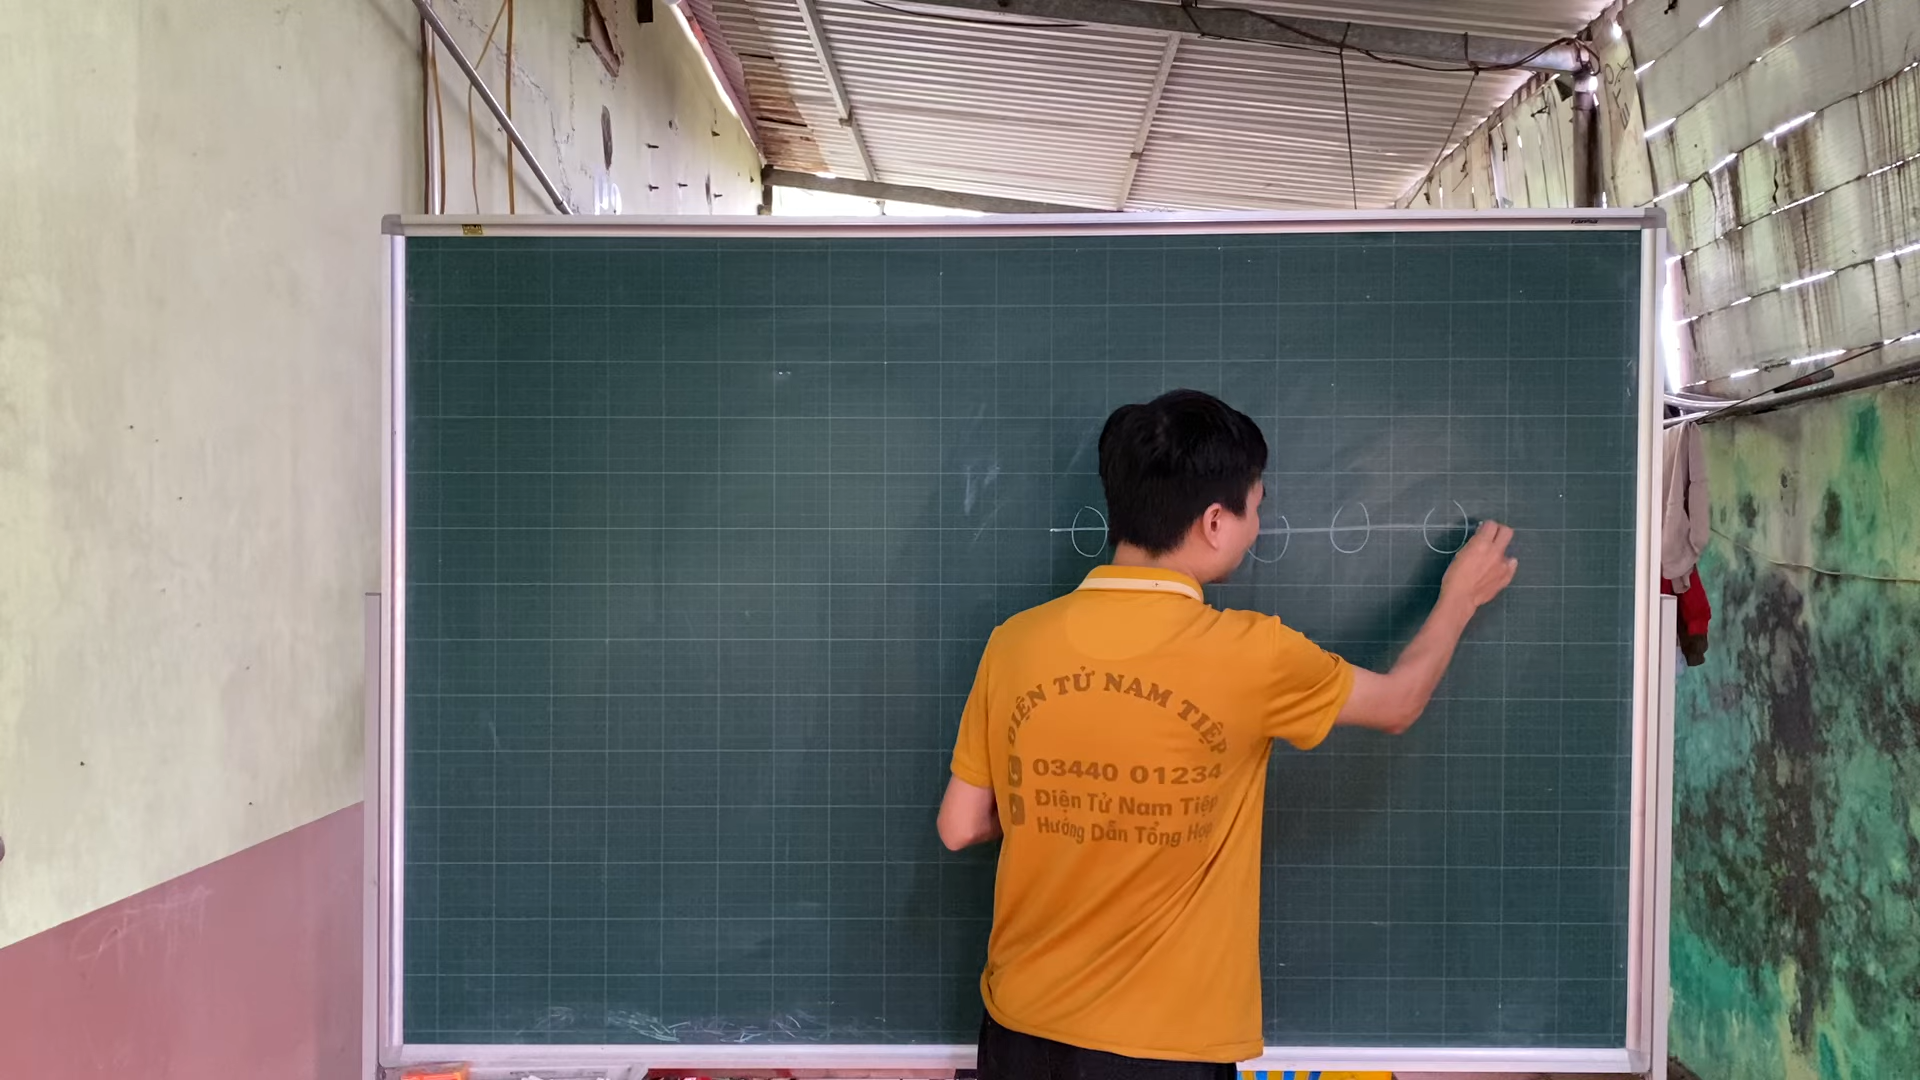 ĐIỆN TỬ NAM TIỆP
03440 01234
Điện Tử Nam Tiệp
Hướng Dẫn Tổng Hợp